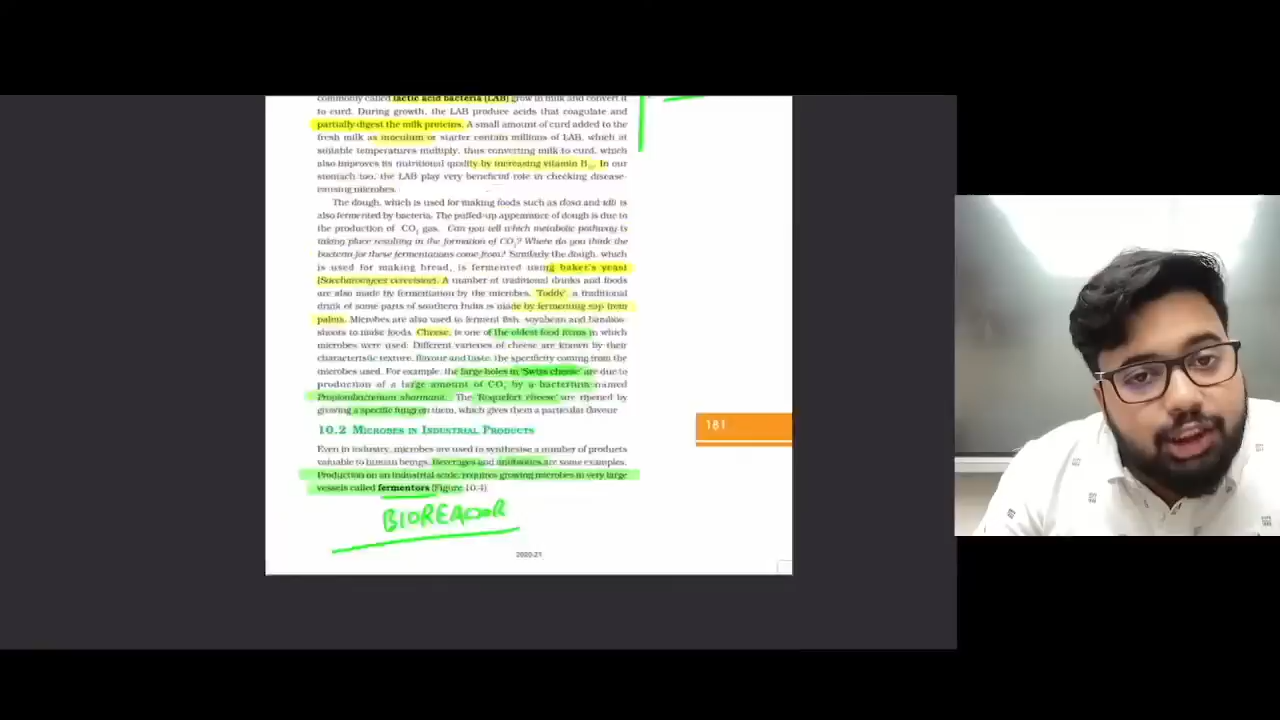 commonly called lactic acid bacteria (LAB) grow in milk and convert it
to curd. During growth, the LAB produce acids that coagulate and
partially digest the milk proteins. A small amount of curd added to the
fresh milk as inoculum or starter contain millions of LAB, which at
suitable temperatures multiply, thus converting milk to curd, which
also improves its nutritional quality by increasing vitamin B12. In our
stomach too, the LAB play very beneficial role in checking disease-
causing microbes.
The dough, which is used for making foods such as dosa and idli is
also fermented by bacteria. The puffed-up appearance of dough is due to
the production of CO2 gas. Can you tell which metabolic pathway is
taking place resulting in the formation of CO2? Where do you think the
bacteria for these fermentations come from? Similarly the dough, which
is used for making bread, is fermented using baker's yeast
(Saccharomyces cerevisiae). A number of traditional drinks and foods
are also made by fermentation by the microbes. 'Toddy', a traditional
drink of some parts of southern India is made by fermenting sap from
palms. Microbes are also used to ferment fish, soyabean and bamboo-
shoots to make foods. Cheese, is one of the oldest food items in which
microbes were used. Different varieties of cheese are known by their
characteristic texture, flavour and taste, the specificity coming from the
microbes used. For example, the large holes in 'Swiss cheese' are due to
production of a large amount of CO2 by a bacterium named
Propionibacterium sharmanii. The 'Roquefort cheese' are ripened by
growing a specific fungi on them, which gives them a particular flavour
10.2 MICROBES IN INDUSTRIAL PRODUCTS
181
Even in industry, microbes are used to synthesise a number of products
valuable to human beings. Beverages and antibiotics are some examples.
Production on an industrial scale, requires growing microbes in very large
vessels called fermentors (Figure 10.4)
BIOREACTOR
2020-21